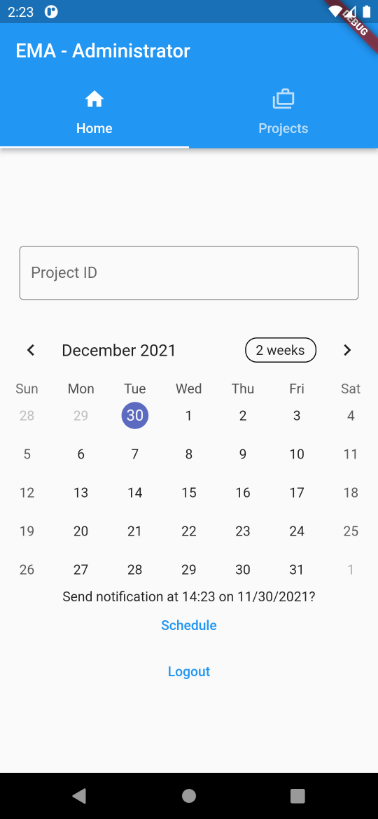 2:23
DEBUG
EMA - Administrator
Home Projects
Project ID
December 2021 2 weeks
Sun Mon Tue Wed Thu Fri Sat
28 29 30 1 2 3 4
5 6 7 8 9 10 11
12 13 14 15 16 17 18
19 20 21 22 23 24 25
26 27 28 29 30 31 1
Send notification at 14:23 on 11/30/2021?
Schedule
Logout